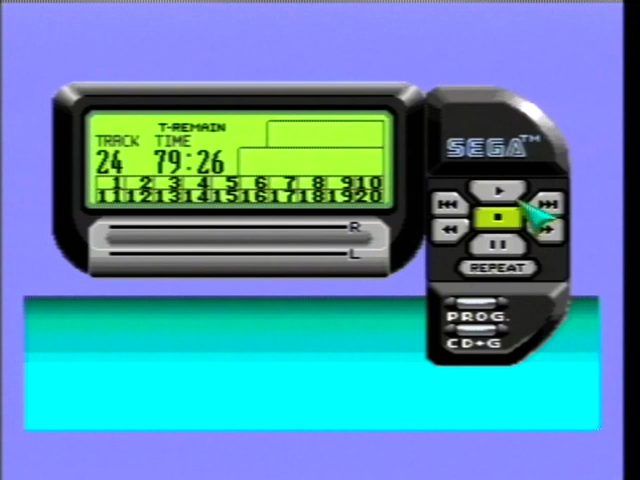 T-REMAIN
TRACK TIME
24 79:26
1 2 3 4 5 6 7 8 9 10
11 12 13 14 15 16 17 18 19 20
R
L
SEGA™
REPEAT
PROG.
CD+G